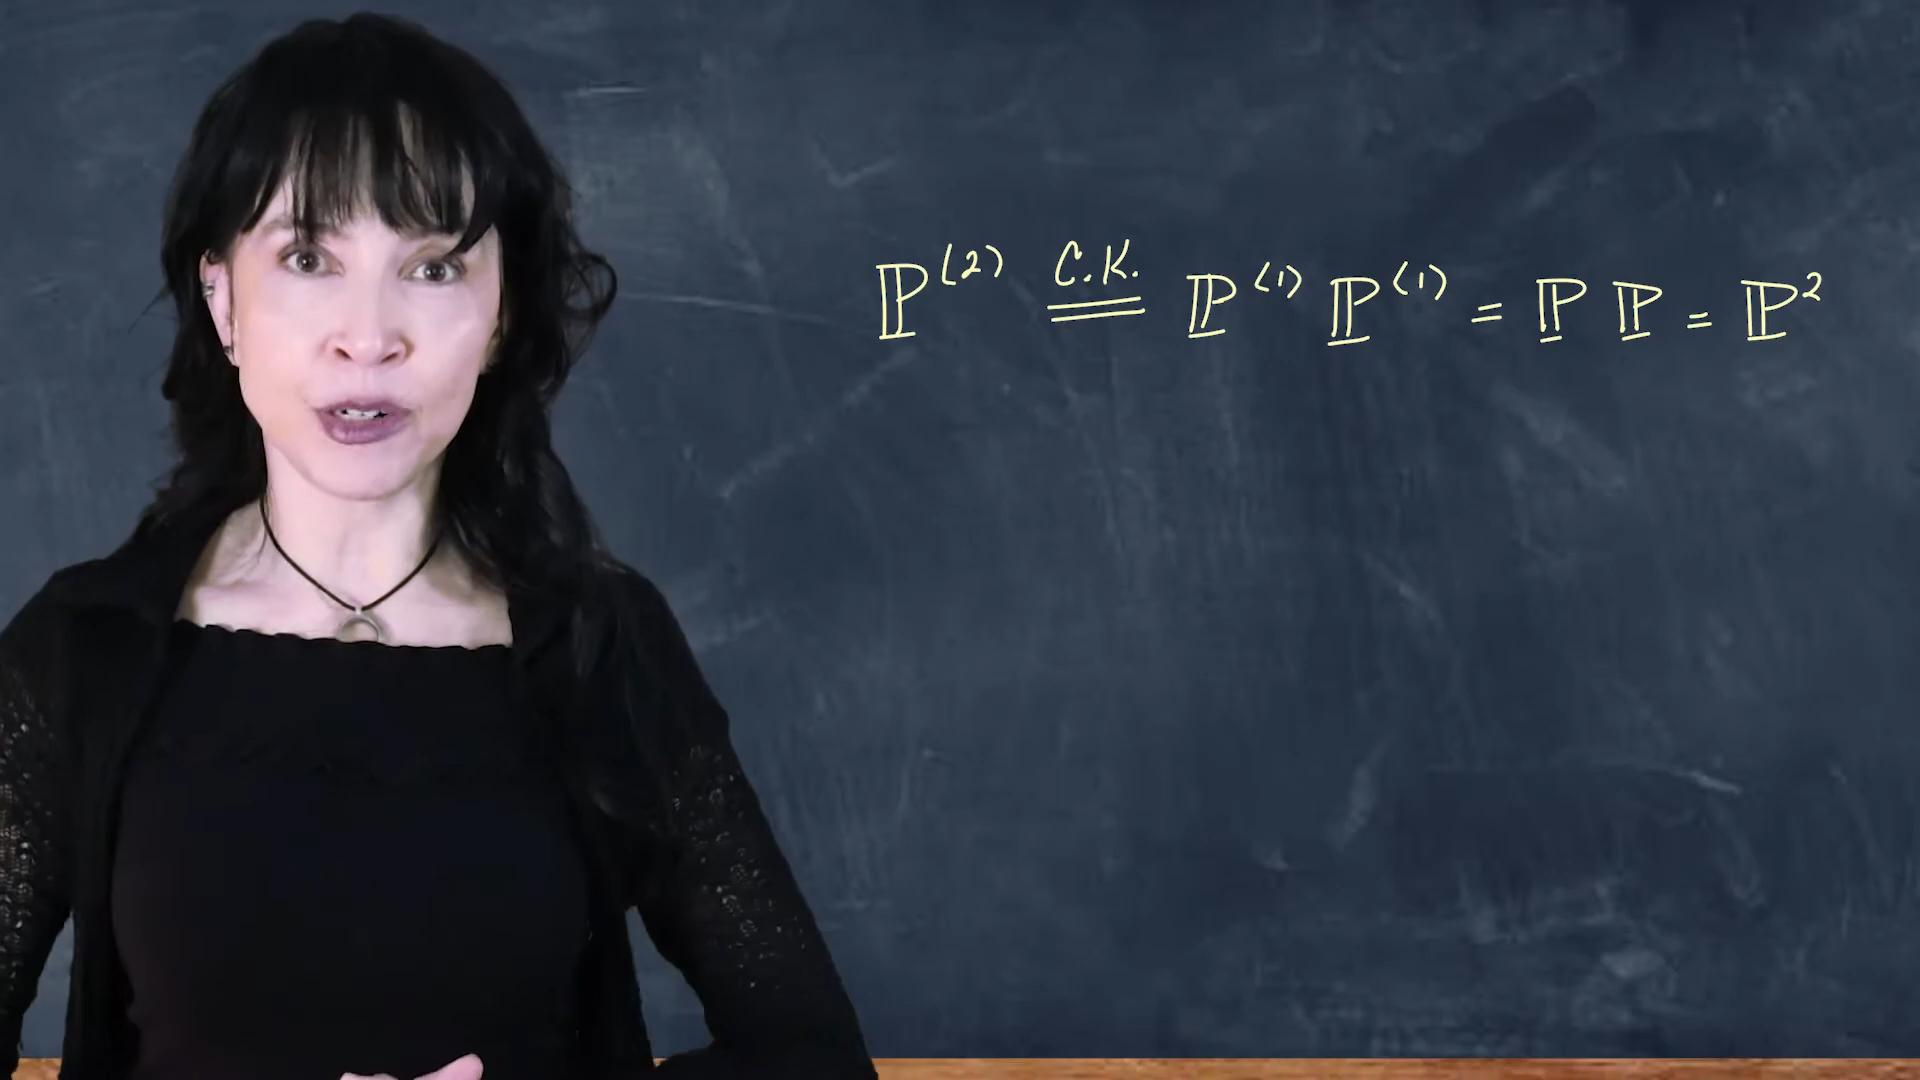 ℙ⁽²⁾ =^{C.K.} ℙ⁽¹⁾ ℙ⁽¹⁾ = ℙ ℙ = ℙ²